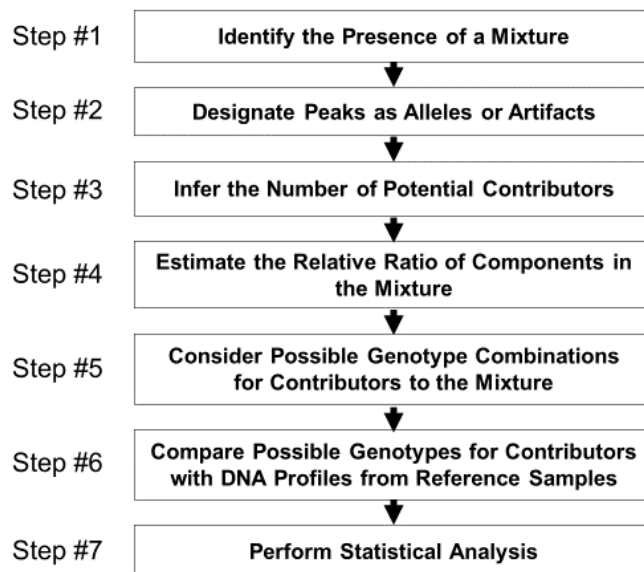 Step #1
Identify the Presence of a Mixture
Step #2
Designate Peaks as Alleles or Artifacts
Step #3
Infer the Number of Potential Contributors
Step #4
Estimate the Relative Ratio of Components in
the Mixture
Step #5
Consider Possible Genotype Combinations
for Contributors to the Mixture
Step #6
Compare Possible Genotypes for Contributors
with DNA Profiles from Reference Samples
Step #7
Perform Statistical Analysis